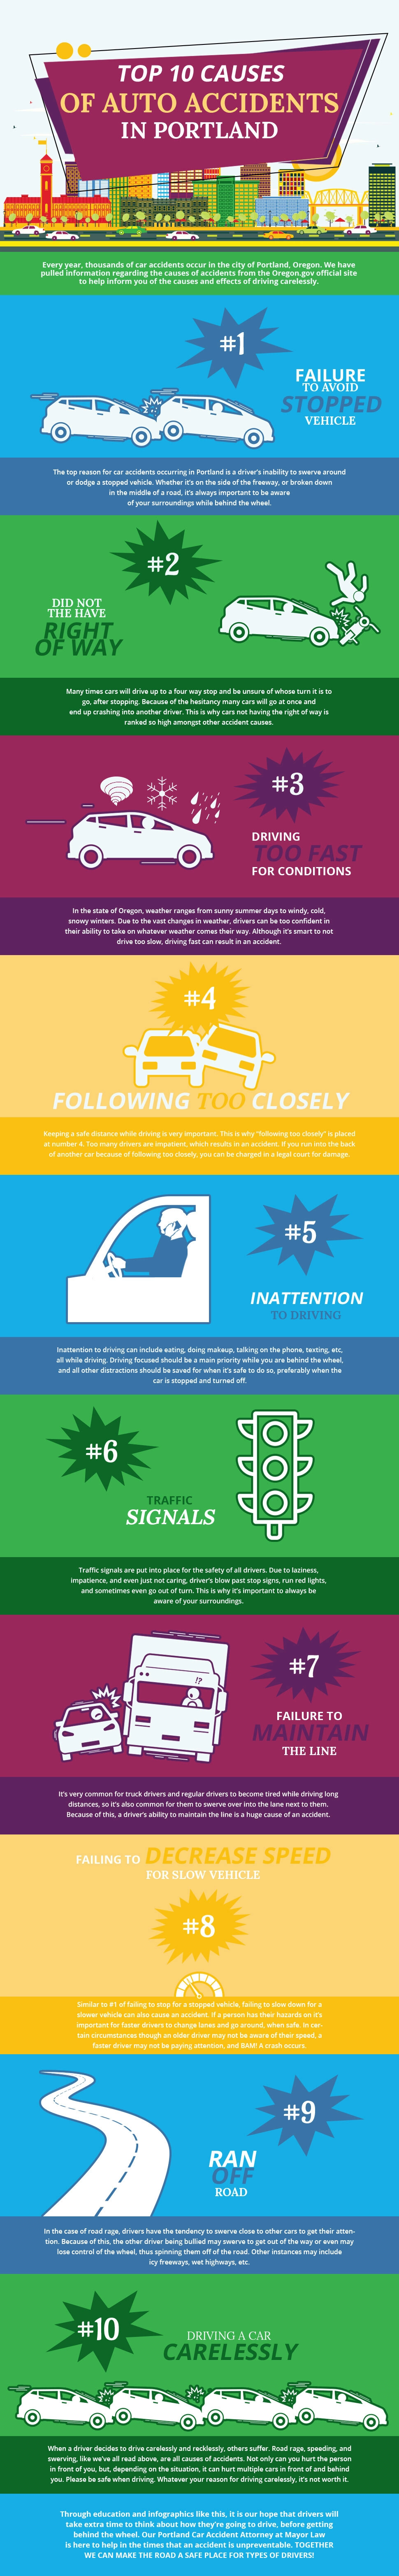 TOP 10 CAUSES
OF AUTO ACCIDENTS
IN PORTLAND
Every year, thousands of car accidents occur in the city of Portland, Oregon. We have
pulled information regarding the causes of accidents from the Oregon.gov official site
to help inform you of the causes and effects of driving carelessly.
#1
FAILURE
TO AVOID
STOPPED
VEHICLE
The top reason for car accidents occurring in Portland is a driver's inability to swerve around
or dodge a stopped vehicle. Whether it's on the side of the freeway, or broken down
in the middle of a road, it's always important to be aware
of your surroundings while behind the wheel.
#2
DID NOT
THE HAVE
RIGHT
OF WAY
Many times cars will drive up to a four way stop and be unsure of whose turn it is to
go, after stopping. Because of the hesitancy many cars will go at once and
end up crashing into another driver. This is why cars not having the right of way is
ranked so high amongst other accident causes.
#3
DRIVING
TOO FAST
FOR CONDITIONS
In the state of Oregon, weather ranges from sunny summer days to windy, cold,
snowy winters. Due to the vast changes in weather, drivers can be too confident in
their ability to take on whatever weather comes their way. Although it's smart to not
drive too slow, driving fast can result in an accident.
#4
FOLLOWING TOO CLOSELY
Keeping a safe distance while driving is very important. This is why "following too closely" is placed
at number 4. Too many drivers are impatient, which results in an accident. If you run into the back
of another car because of following too closely, you can be charged in a legal court for damage.
#5
INATTENTION
TO DRIVING
Inattention to driving can include eating, doing makeup, talking on the phone, texting, etc,
all while driving. Driving focused should be a main priority while you are behind the wheel,
and all other distractions should be saved for when it's safe to do so, preferably when the
car is stopped and turned off.
#6
TRAFFIC
SIGNALS
Traffic signals are put into place for the safety of all drivers. Due to laziness,
impatience, and even just not caring, driver's blow past stop signs, run red lights,
and sometimes even go out of turn. This is why it's important to always be
aware of your surroundings.
!?
#7
FAILURE TO
MAINTAIN
THE LINE
It's very common for truck drivers and regular drivers to become tired while driving long
distances, so it's also common for them to swerve over into the lane next to them.
Because of this, a driver's ability to maintain the line is a huge cause of an accident.
FAILING TO DECREASE SPEED
FOR SLOW VEHICLE
#8
Similar to #1 of failing to stop for a stopped vehicle, failing to slow down for a
slower vehicle can also cause an accident. If a person has their hazards on it's
important for faster drivers to change lanes and go around, when safe. In cer-
tain circumstances though an older driver may not be aware of their speed, a
faster driver may not be paying attention, and BAM! A crash occurs.
#9
RAN
OFF
ROAD
In the case of road rage, drivers have the tendency to swerve close to other cars to get their atten-
tion. Because of this, the other driver being bullied may swerve to get out of the way or even may
lose control of the wheel, thus spinning them off of the road. Other instances may include
icy freeways, wet highways, etc.
#10
DRIVING A CAR
CARELESSLY
When a driver decides to drive carelessly and recklessly, others suffer. Road rage, speeding, and
swerving, like we've all read above, are all causes of accidents. Not only can you hurt the person
in front of you, but, depending on the situation, it can hurt multiple cars in front of and behind
you. Please be safe when driving. Whatever your reason for driving carelessly, it's not worth it.
Through education and infographics like this, it is our hope that drivers will
take extra time to think about how they're going to drive, before getting
behind the wheel. Our Portland Car Accident Attorney at Mayor Law
is here to help in the times that an accident is unpreventable. TOGETHER
WE CAN MAKE THE ROAD A SAFE PLACE FOR TYPES OF DRIVERS!